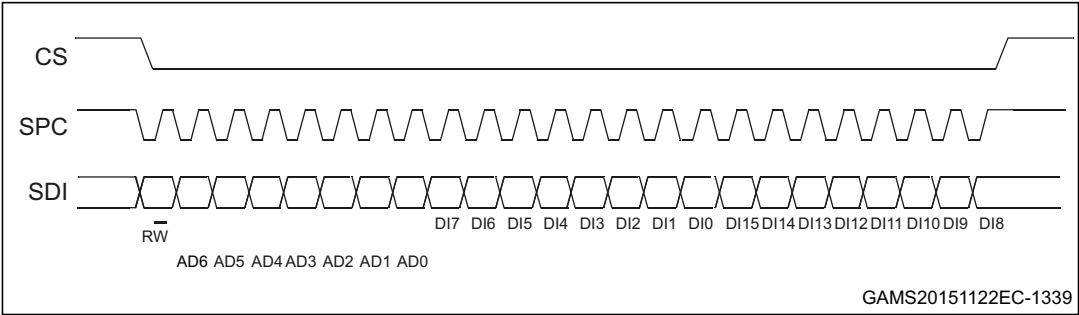 CS
SPC
SDI
DI7 DI6 DI5 DI4 DI3 DI2 DI1 DI0 DI15 DI14 DI13 DI12 DI11 DI10 DI9 DI8
RW̅
AD6 AD5 AD4 AD3 AD2 AD1 AD0
GAMS20151122EC-1339